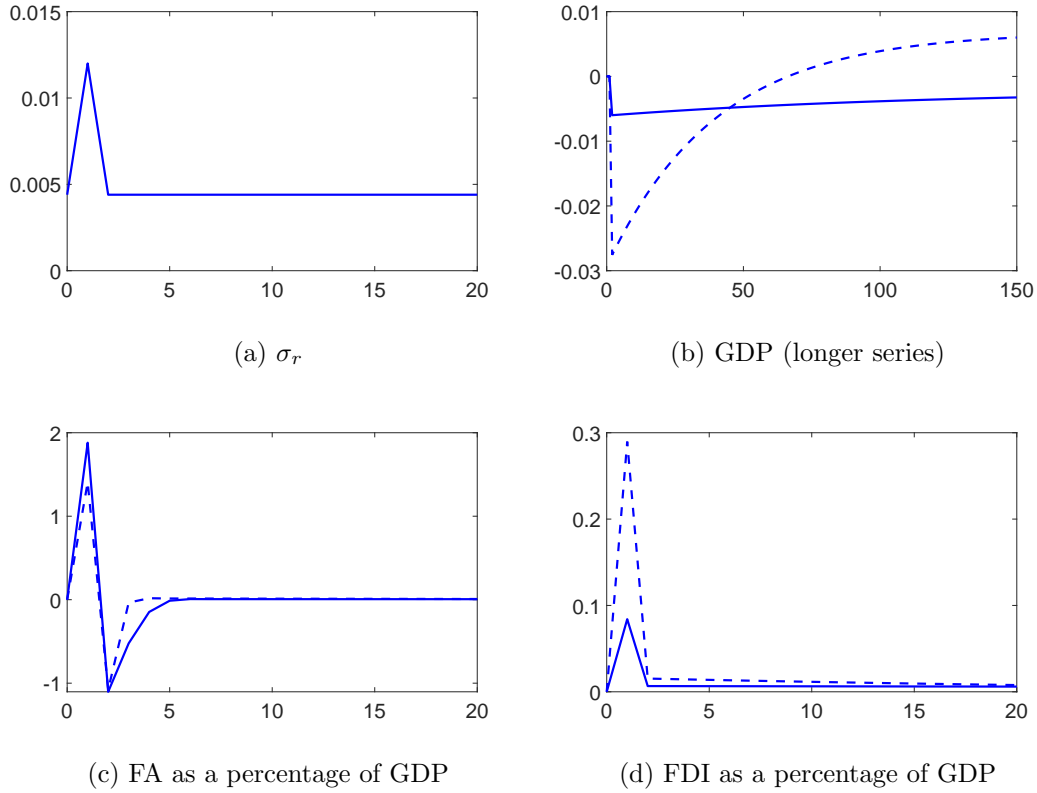 0.015
0.01
0.005
0
0 5 10 15 20
(a) σr
0.01
0
-0.01
-0.02
-0.03
0 50 100 150
(b) GDP (longer series)
2
1
0
-1
0 5 10 15 20
(c) FA as a percentage of GDP
0.3
0.2
0.1
0
0 5 10 15 20
(d) FDI as a percentage of GDP